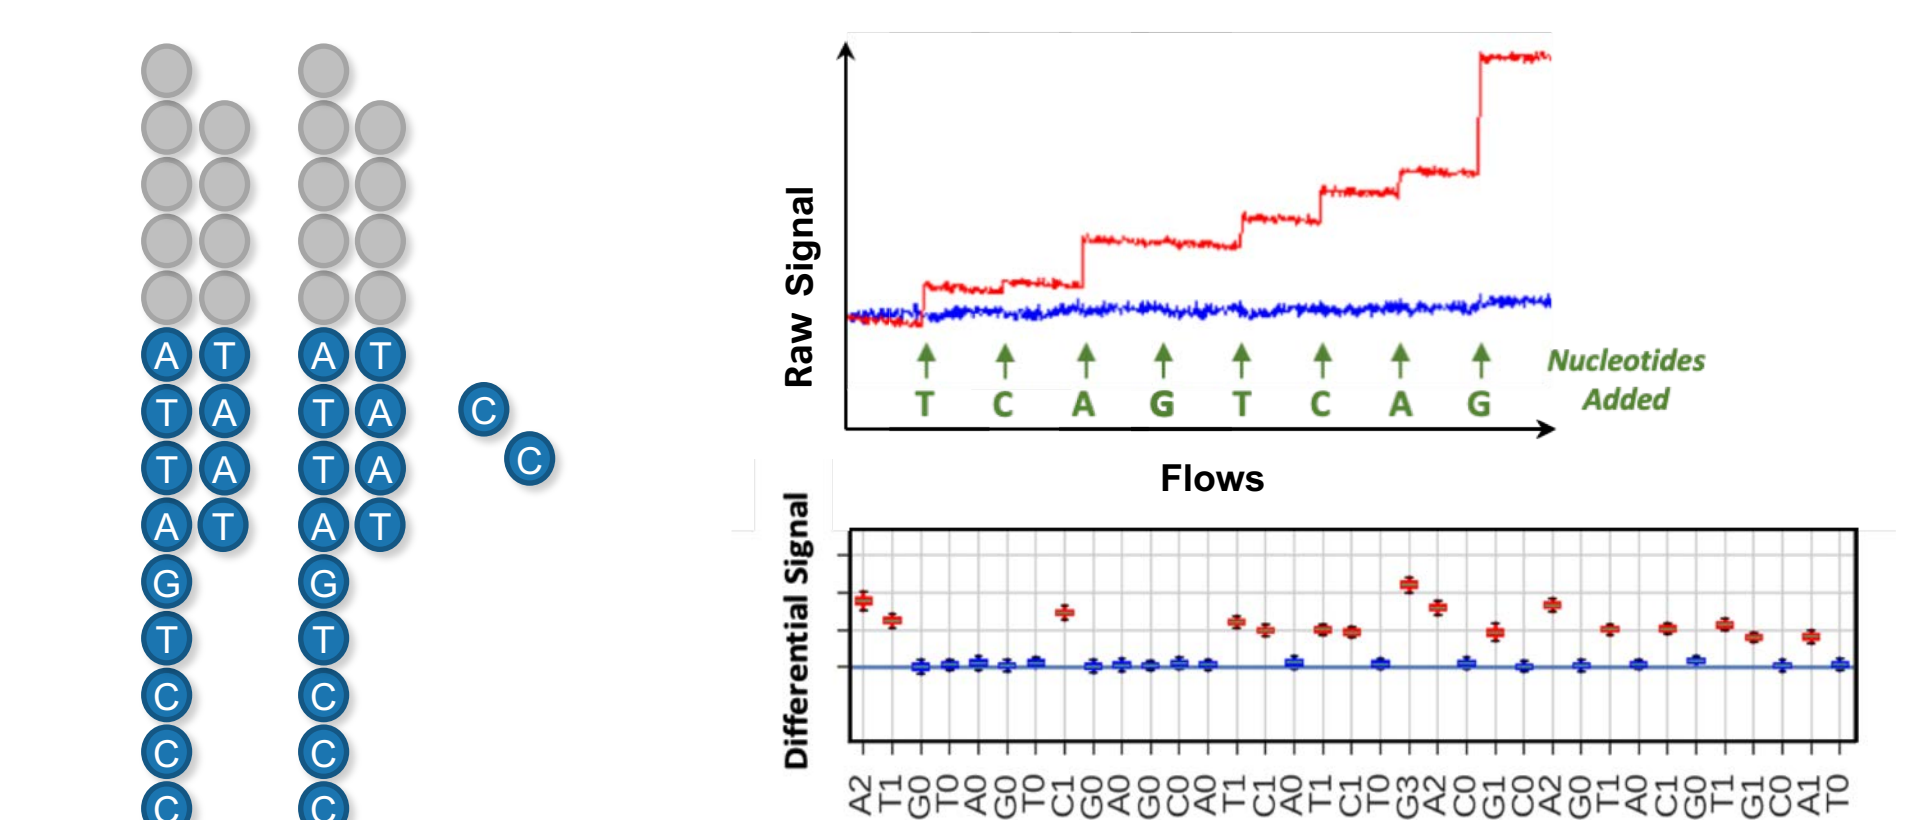 A T A T
T A T A
T A T A
A T A T
G G
T T
C C
C C
C C
C
C
Raw Signal
T C A G T C A G
Nucleotides
Added
Flows
Differential Signal
A2 T1 G0 T0 A0 G0 T0 C1 G0 A0 G0 C0 A0 T1 C1 A0 T1 C1 T0 G3 A2 C0 G1 C0 A2 G0 T1 A0 C1 G0 T1 G1 C0 A1 T0